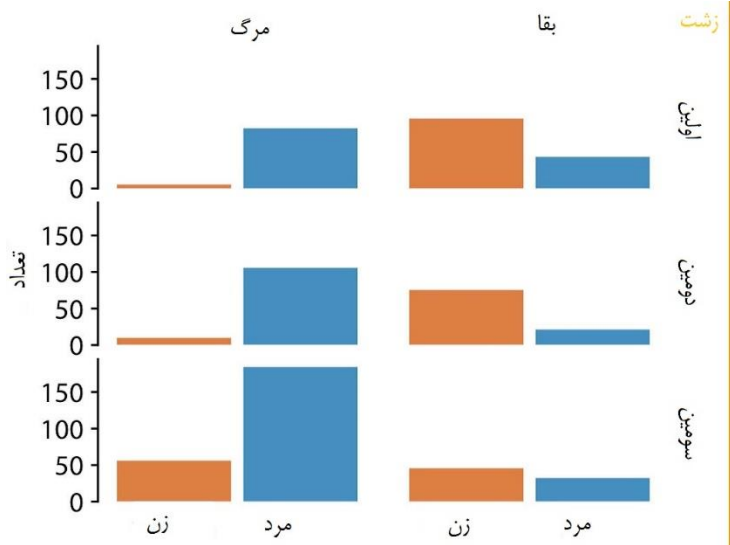 زشت
بقا
مرگ
اولین
150
100
50
0
دومین
150
100
50
0
تعداد
سومین
150
100
50
0
مرد
زن
مرد
زن